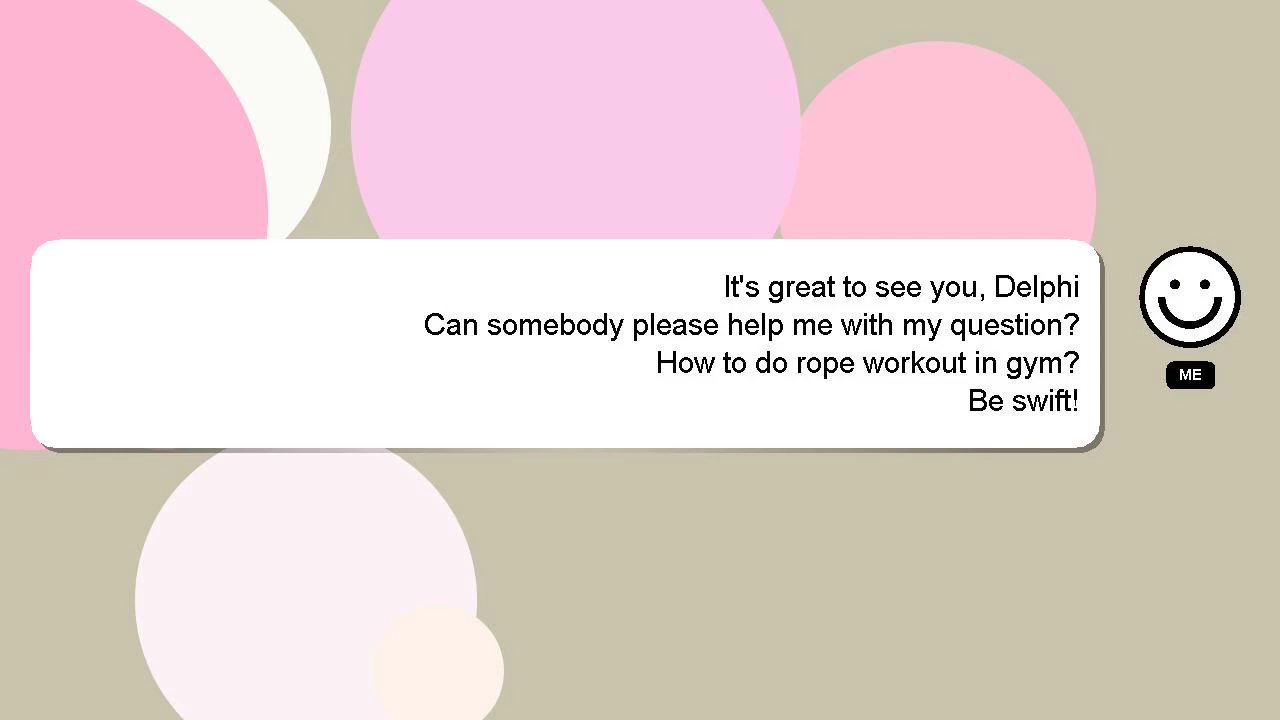 It's great to see you, Delphi
Can somebody please help me with my question?
How to do rope workout in gym?
Be swift!
ME